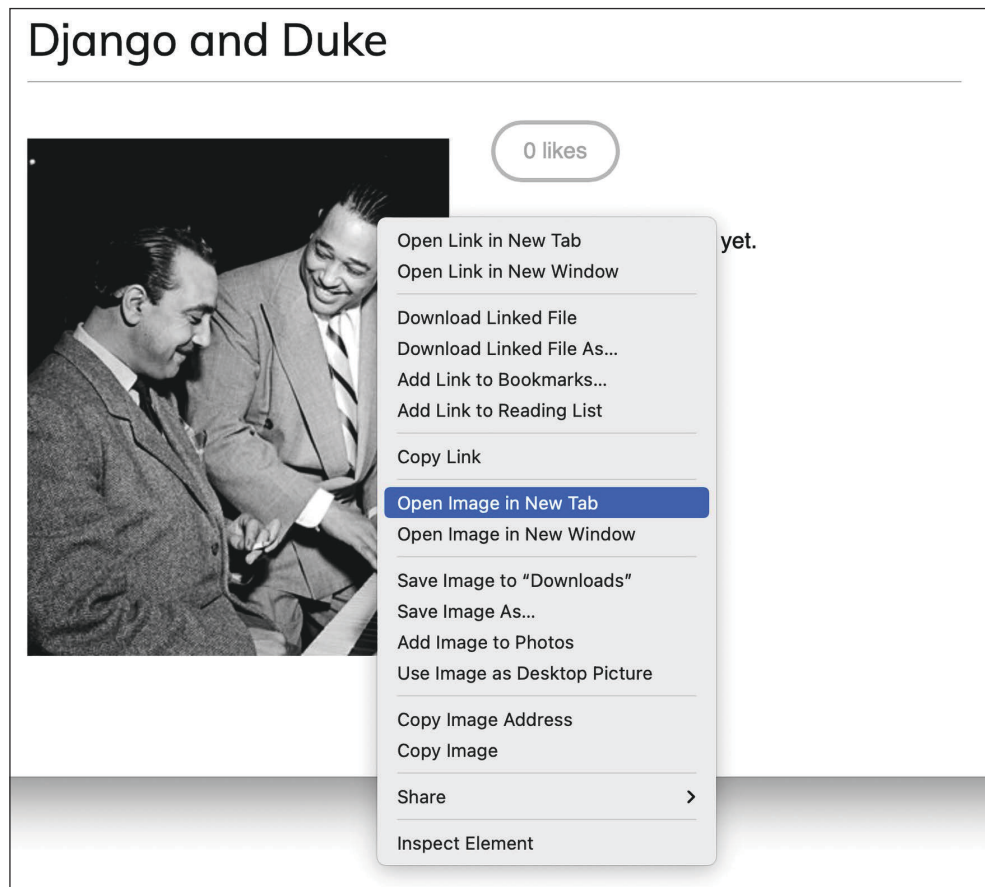 Django and Duke
0 likes
yet.
Open Link in New Tab
Open Link in New Window
Download Linked File
Download Linked File As...
Add Link to Bookmarks...
Add Link to Reading List
Copy Link
Open Image in New Tab
Open Image in New Window
Save Image to “Downloads”
Save Image As...
Add Image to Photos
Use Image as Desktop Picture
Copy Image Address
Copy Image
Share
Inspect Element